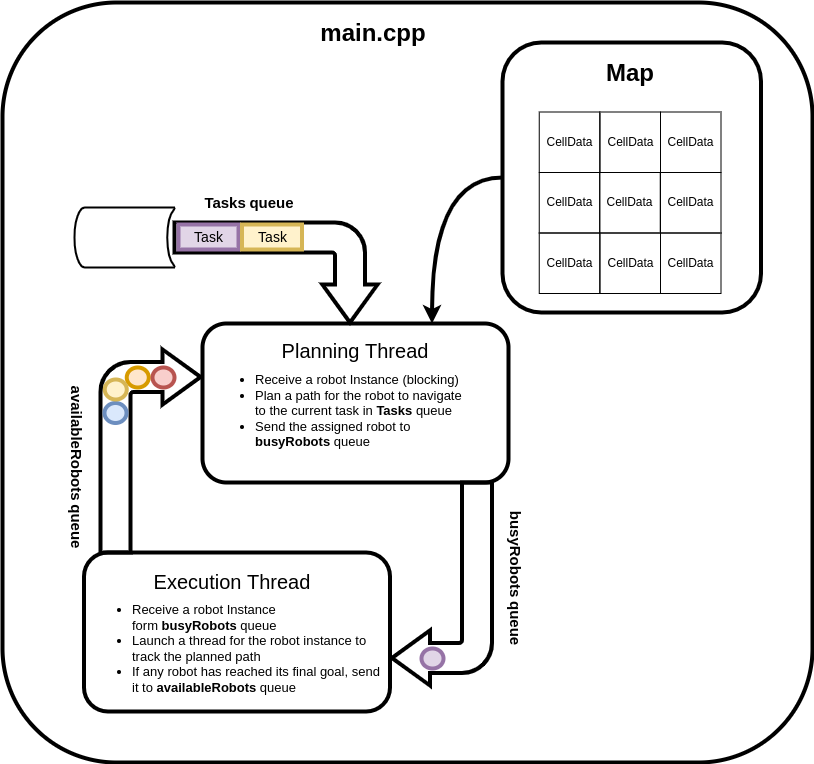 main.cpp
Map
CellData CellData CellData
CellData CellData CellData
CellData CellData CellData
Tasks queue
Task Task
Planning Thread
• Receive a robot Instance (blocking)
• Plan a path for the robot to navigate
to the current task in Tasks queue
• Send the assigned robot to
busyRobots queue
availableRobots queue
busyRobots queue
Execution Thread
• Receive a robot Instance
form busyRobots queue
• Launch a thread for the robot instance to
track the planned path
• If any robot has reached its final goal, send
it to availableRobots queue